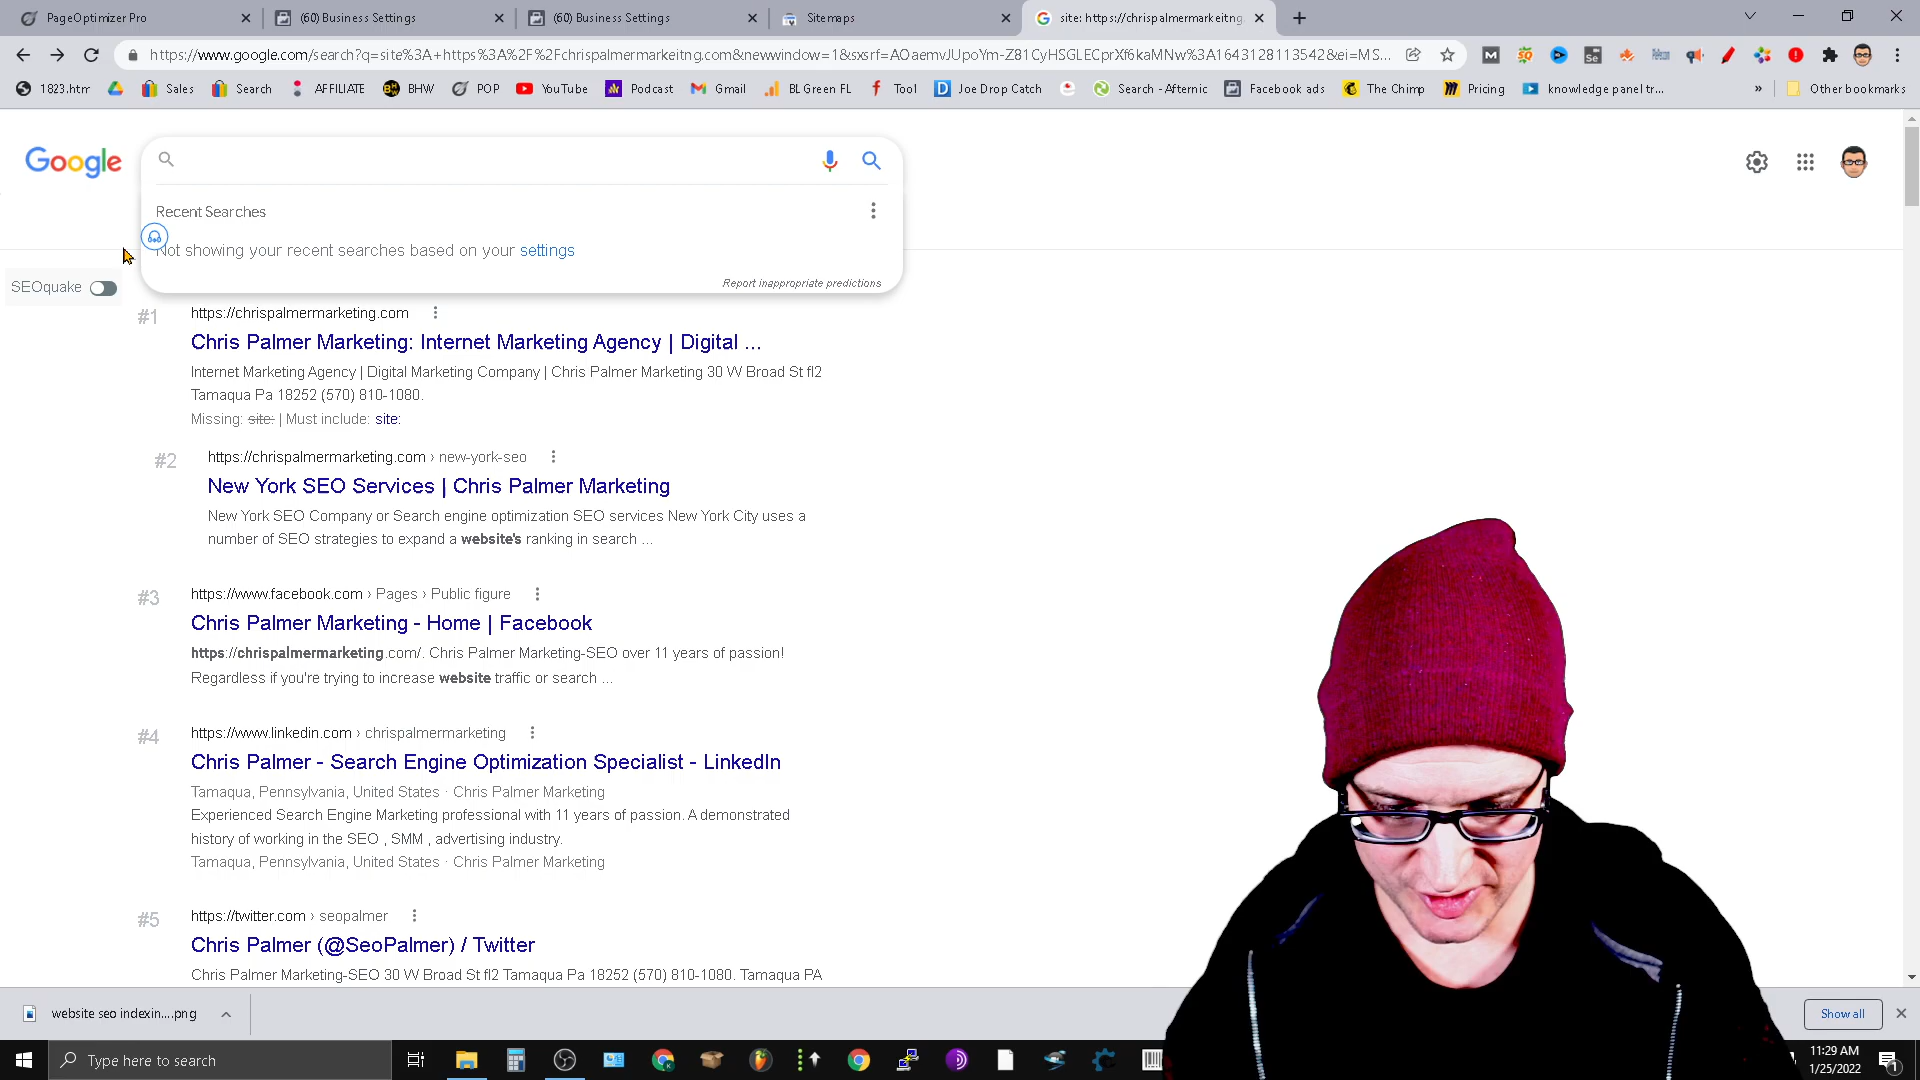 PageOptimizer Pro
(60) Business Settings
(60) Business Settings
Sitemaps
site: https://chrispalmermarkeitng.
https://www.google.com/search?q=site%3A+https%3A%2F%2Fchrispalmermarkeitng.com&newwindow=1&sxsrf=AOaemvJUpoYm-Z81CyHSGLECprXf6kaMNw%3A1643128113542&ei=MS...
1823.htm
Sales
Search
AFFILIATE
BHW
POP
YouTube
Podcast
Gmail
BL Green FL
Tool
Joe Drop Catch
Search - Afternic
Facebook ads
The Chimp
Pricing
knowledge panel tr...
»
Other bookmarks
Google
Recent Searches
Not showing your recent searches based on your settings
Report inappropriate predictions
SEOquake
#1
https://chrispalmermarketing.com
Chris Palmer Marketing: Internet Marketing Agency | Digital ...
Internet Marketing Agency | Digital Marketing Company | Chris Palmer Marketing 30 W Broad St fl2
Tamaqua Pa 18252 (570) 810-1080.
Missing: site: | Must include: site:
#2
https://chrispalmermarketing.com › new-york-seo
New York SEO Services | Chris Palmer Marketing
New York SEO Company or Search engine optimization SEO services New York City uses a
number of SEO strategies to expand a website's ranking in search ...
#3
https://www.facebook.com › Pages › Public figure
Chris Palmer Marketing - Home | Facebook
https://chrispalmermarketing.com/. Chris Palmer Marketing-SEO over 11 years of passion!
Regardless if you're trying to increase website traffic or search ...
#4
https://www.linkedin.com › chrispalmermarketing
Chris Palmer - Search Engine Optimization Specialist - LinkedIn
Tamaqua, Pennsylvania, United States · Chris Palmer Marketing
Experienced Search Engine Marketing professional with 11 years of passion. A demonstrated
history of working in the SEO , SMM , advertising industry.
Tamaqua, Pennsylvania, United States · Chris Palmer Marketing
#5
https://twitter.com › seopalmer
Chris Palmer (@SeoPalmer) / Twitter
Chris Palmer Marketing-SEO 30 W Broad St fl2 Tamaqua Pa 18252 (570) 810-1080. Tamaqua PA
website seo indexin....png
Show all
Type here to search
11:29 AM
1/25/2022